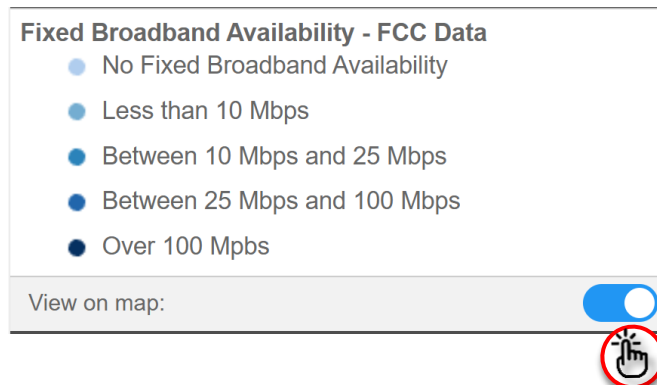 Fixed Broadband Availability - FCC Data
No Fixed Broadband Availability
Less than 10 Mbps
Between 10 Mbps and 25 Mbps
Between 25 Mbps and 100 Mbps
Over 100 Mpbs
View on map: